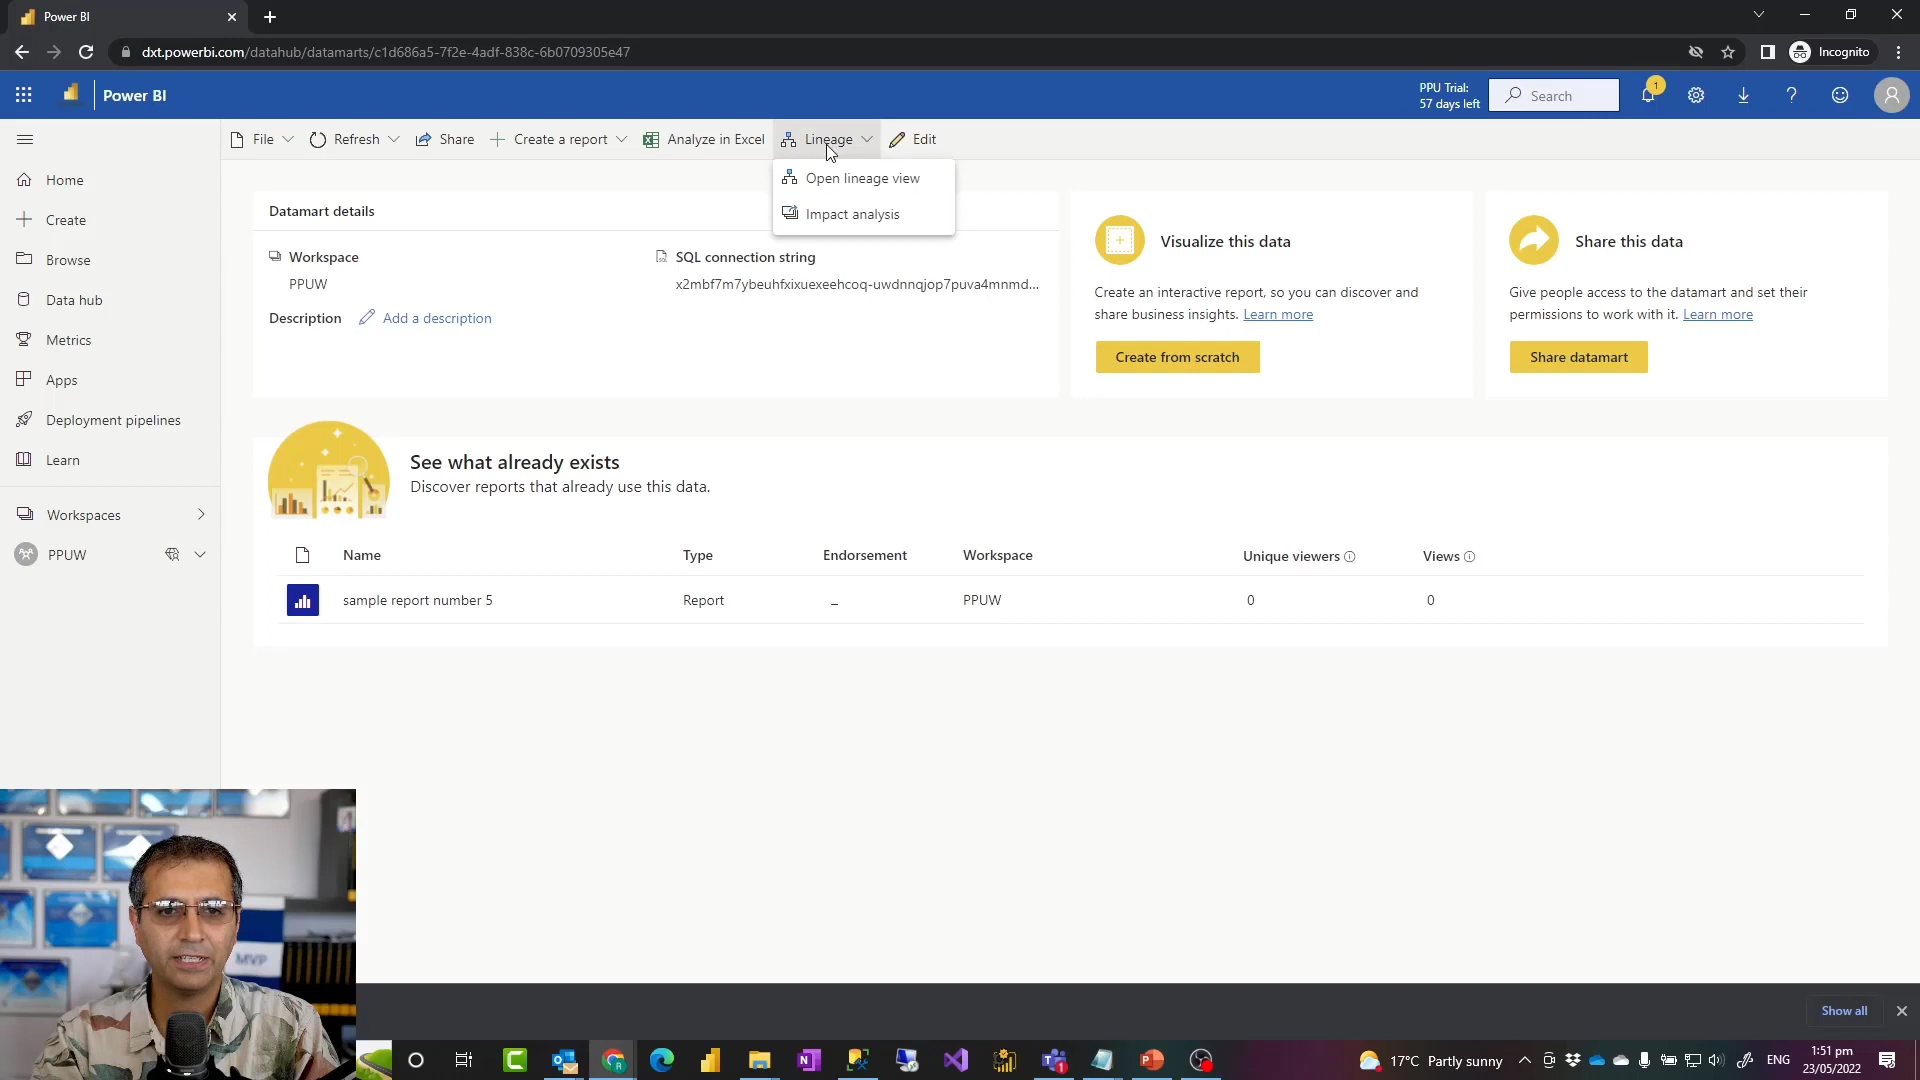 Power BI
dxt.powerbi.com/datahub/datamarts/c1d686a5-7f2e-4adf-838c-6b0709305e47
Incognito
Power BI
PPU Trial:
57 days left
Search
1
File
Refresh
Share
Create a report
Analyze in Excel
Lineage
Edit
Open lineage view
Impact analysis
Home
Create
Browse
Data hub
Metrics
Apps
Deployment pipelines
Learn
Workspaces
PPUW
Datamart details
Workspace
PPUW
SQL connection string
x2mbf7m7ybeuhfxixuexeehcoq-uwdnnqjop7puva4mnmd...
Description
Add a description
Visualize this data
Create an interactive report, so you can discover and
share business insights. Learn more
Create from scratch
Share this data
Give people access to the datamart and set their
permissions to work with it. Learn more
Share datamart
See what already exists
Discover reports that already use this data.
Name Type Endorsement Workspace Unique viewers Views
sample report number 5 Report – PPUW 0 0
MVP
Show all
17°C Partly sunny
ENG
1:51 pm
23/05/2022